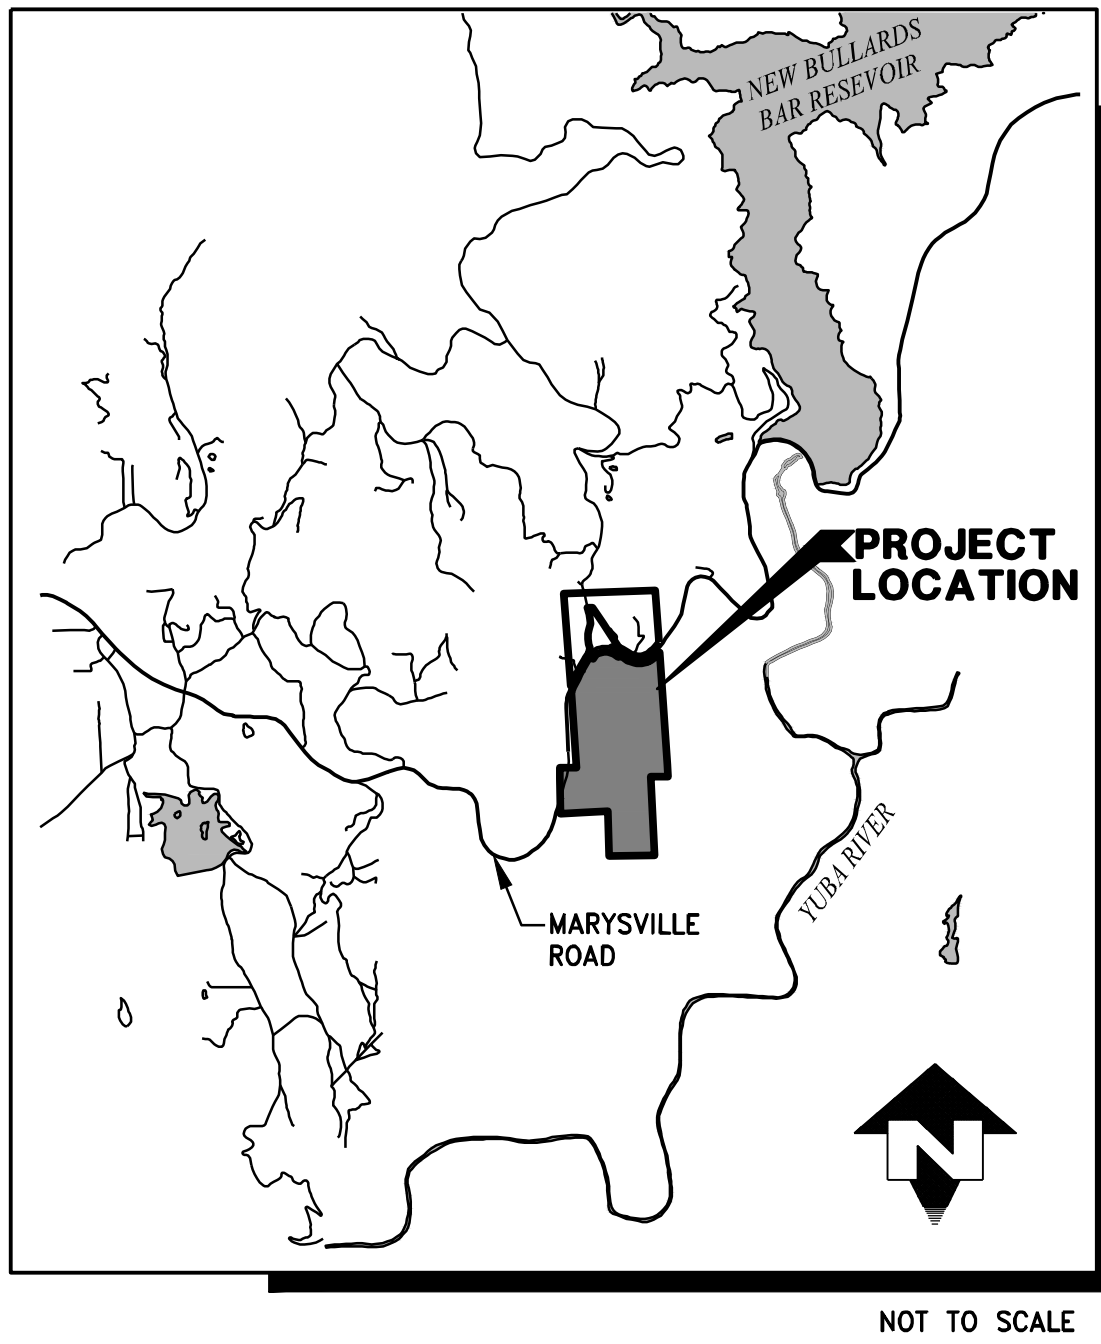 NEW BULLARDS
BAR RESEVOIR
PROJECT
LOCATION
YUBA RIVER
MARYSVILLE
ROAD
N
NOT TO SCALE